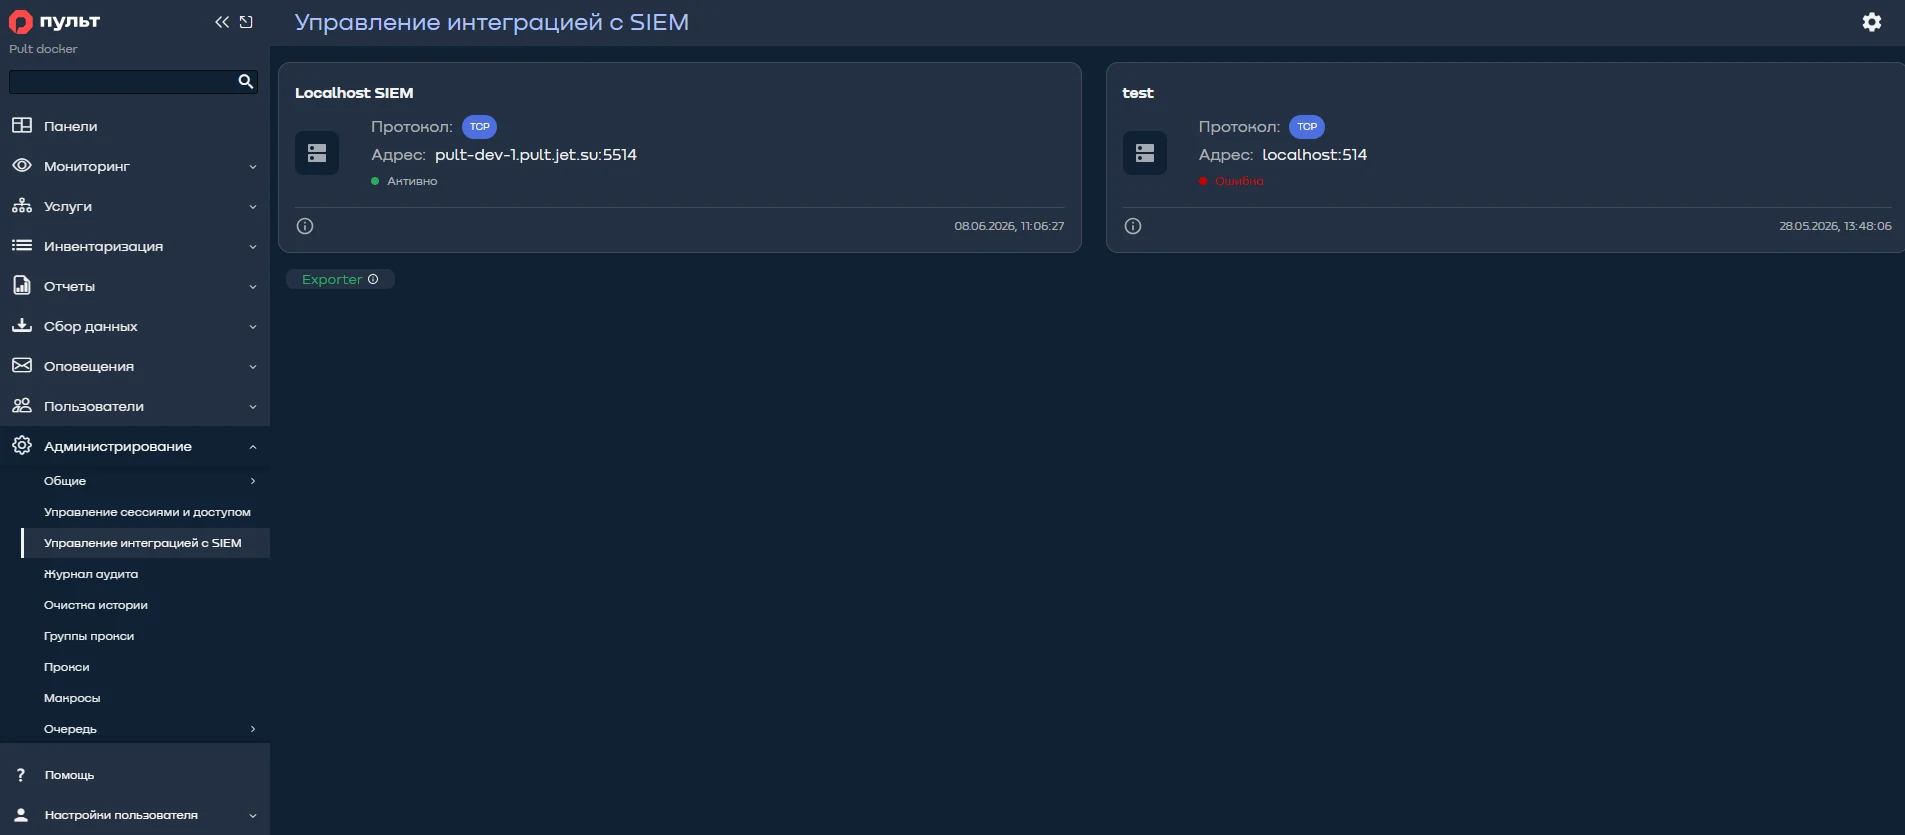 пульт
Pult docker
Панели
Мониторинг
Услуги
Инвентаризация
Отчеты
Сбор данных
Оповещения
Пользователи
Администрирование
Общие
Управление сессиями и доступом
Управление интеграцией с SIEM
Журнал аудита
Очистка истории
Группы прокси
Прокси
Макросы
Очередь
Помощь
Настройки пользователя
Управление интеграцией с SIEM
Localhost SIEM
Протокол: TCP
Адрес: pult-dev-1.pult.jet.su:5514
Активно
08.06.2026, 11:06:27
test
Протокол: TCP
Адрес: localhost:514
Ошибка
28.05.2026, 13:48:06
Exporter